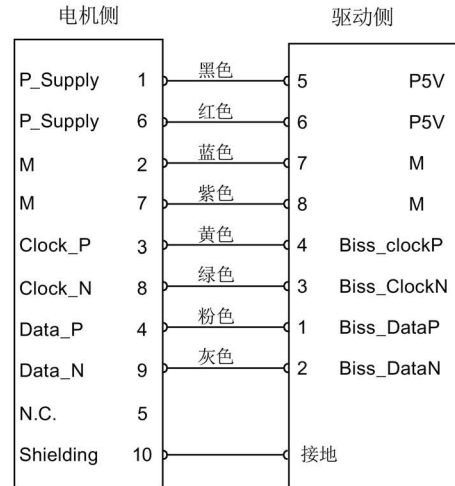 电机侧 驱动侧
P_Supply 1 黑色 5 P5V
P_Supply 6 红色 6 P5V
M 2 蓝色 7 M
M 7 紫色 8 M
Clock_P 3 黄色 4 Biss_clockP
Clock_N 8 绿色 3 Biss_ClockN
Data_P 4 粉色 1 Biss_DataP
Data_N 9 灰色 2 Biss_DataN
N.C. 5
Shielding 10 接地